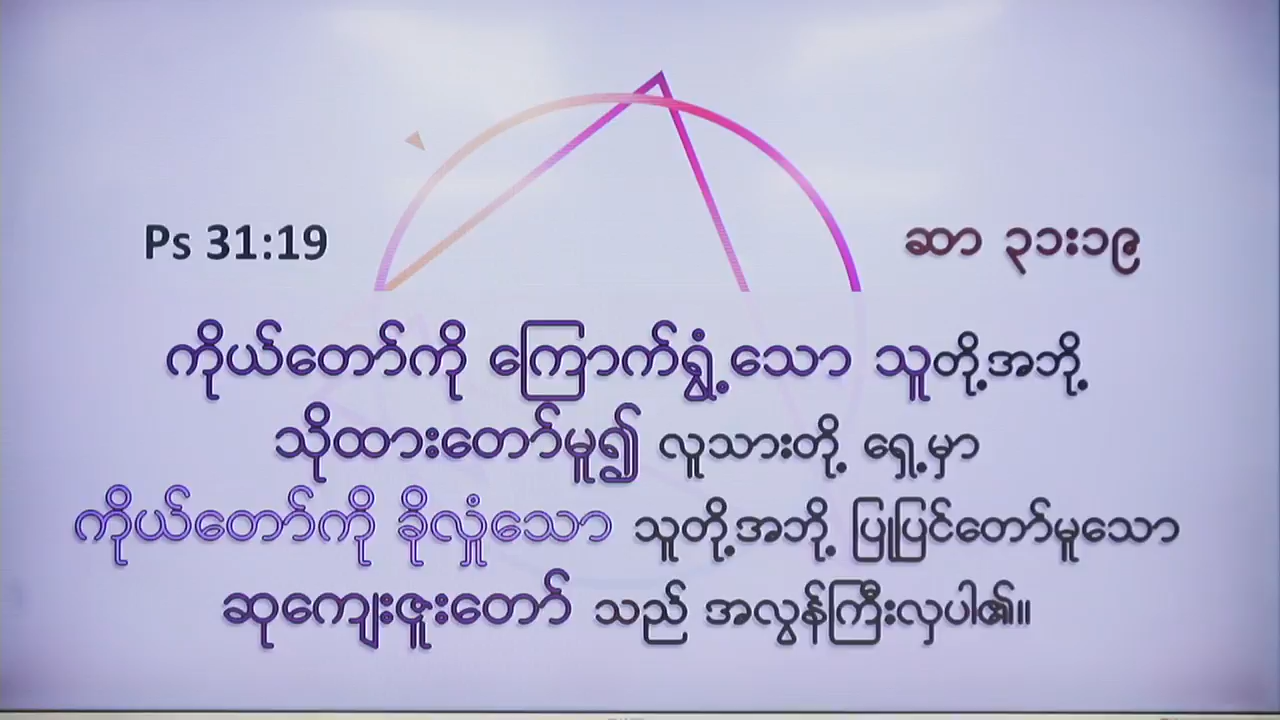 Ps 31:19
ဆာ ၃၁း၁၉
ကိုယ်တော်ကို ကြောက်ရွံ့သော သူတို့အဘို့
သိုထားတော်မူ၍ လူသားတို့ ရှေ့မှာ
ကိုယ်တော်ကို ခိုလှုံသော သူတို့အဘို့ ပြုပြင်တော်မူသော
ဆုကျေးဇူးတော် သည် အလွန်ကြီးလှပါ၏။